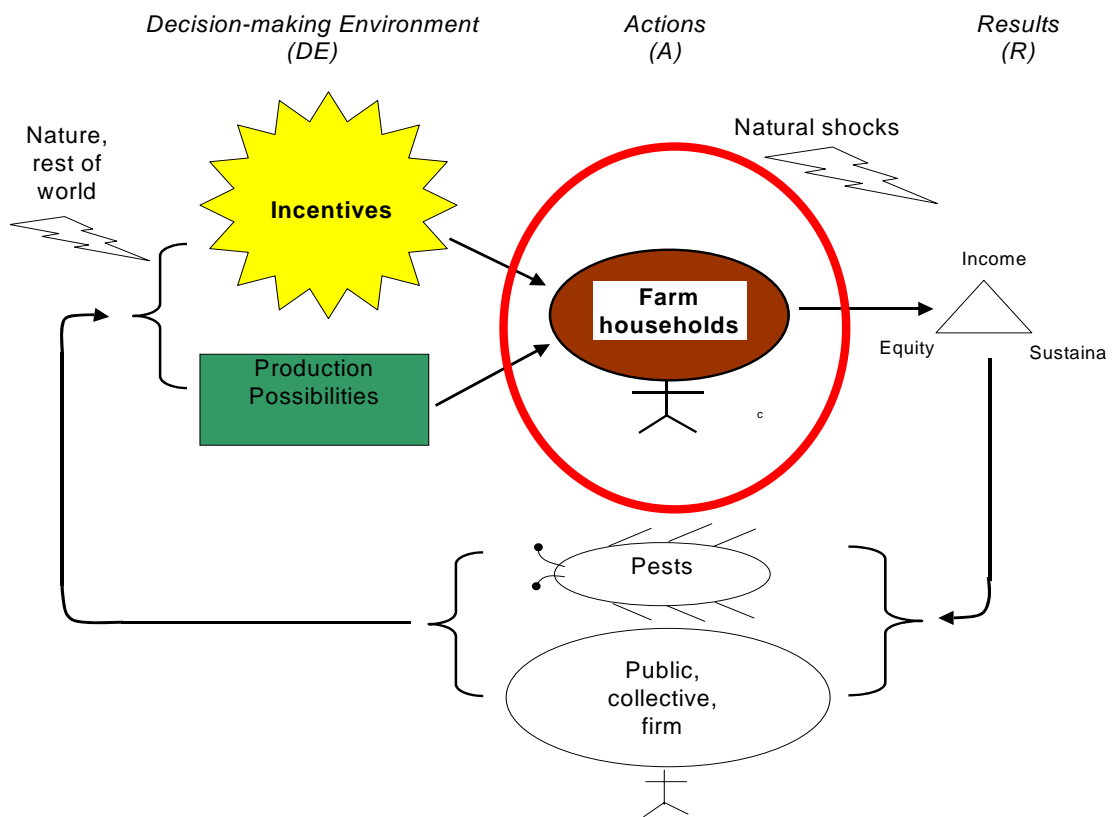 Decision-making Environment
(DE)
Actions
(A)
Results
(R)
Nature,
rest of
world
Incentives
Natural shocks
Farm
households
Income
Equity
Sustaina
Production
Possibilities
c
Pests
Public,
collective,
firm